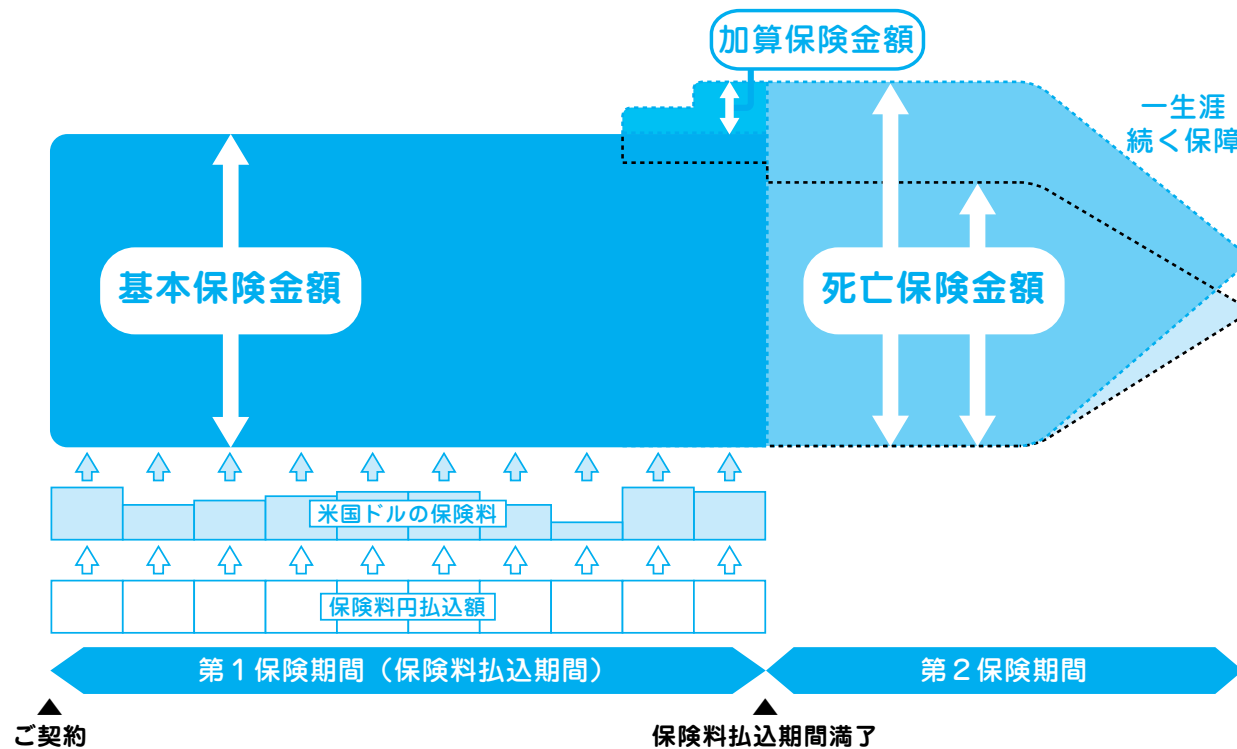 加算保険金額
一生涯
続く保障
基本保険金額
死亡保険金額
米国ドルの保険料
保険料円払込額
第１保険期間（保険料払込期間）
第２保険期間
ご契約
保険料払込期間満了